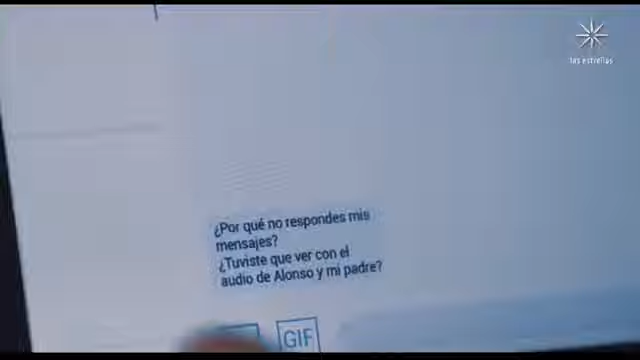 las estrellas
¿Por qué no respondes mis
mensajes?
¿Tuviste que ver con el
audio de Alonso y mi padre?
GIF